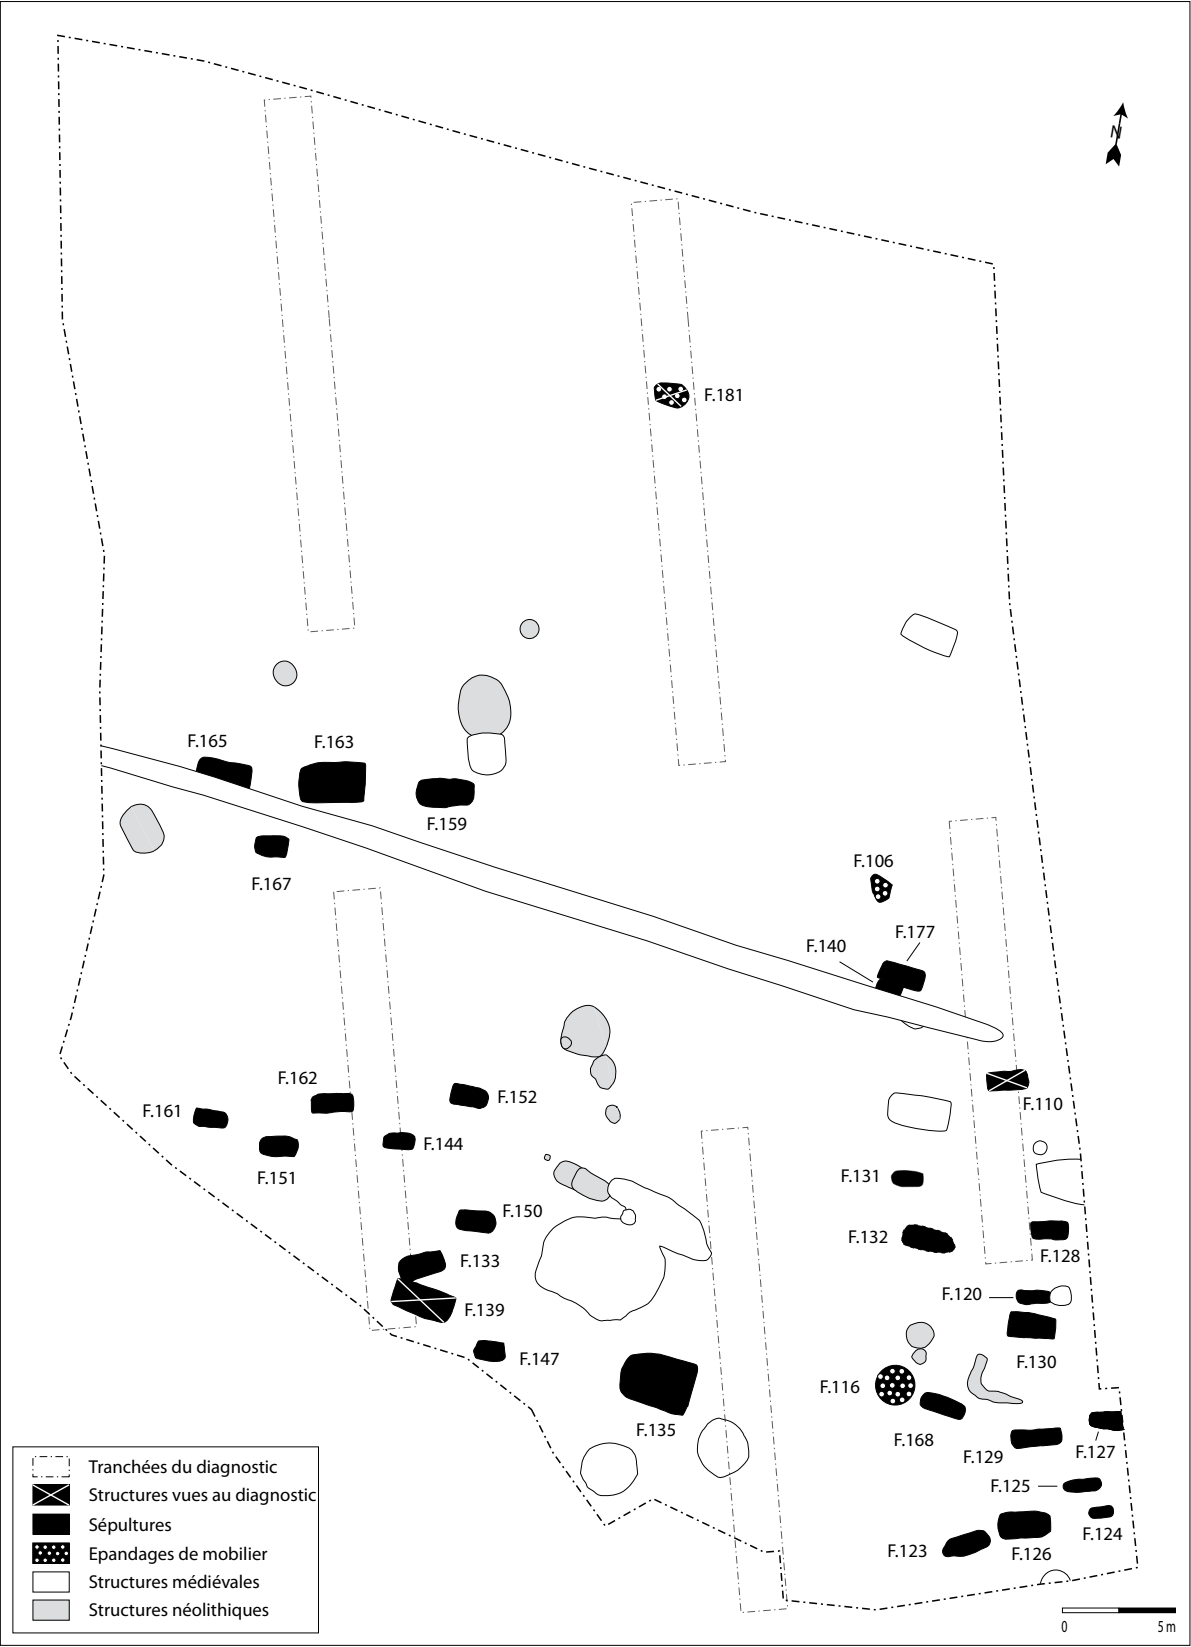 N
F.181
F.165
F.163
F.159
F.167
F.106
F.177
F.140
F.162
F.152
F.161
F.110
F.144
F.151
F.131
F.150
F.132
F.133
F.128
F.120
F.139
F.147
F.130
F.116
F.135
F.168
F.129
F.127
F.125
F.124
F.123
F.126
Tranchées du diagnostic
Structures vues au diagnostic
Sépultures
Epandages de mobilier
Structures médiévales
Structures néolithiques
0 5 m